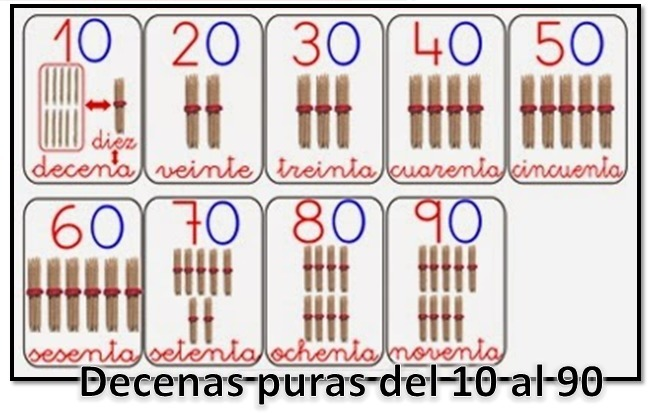 10 20 30 40 50
diez
decena veinte treinta cuarenta cincuenta
60 70 80 90
sesenta setenta ochenta noventa
Decenas puras del 10 al 90